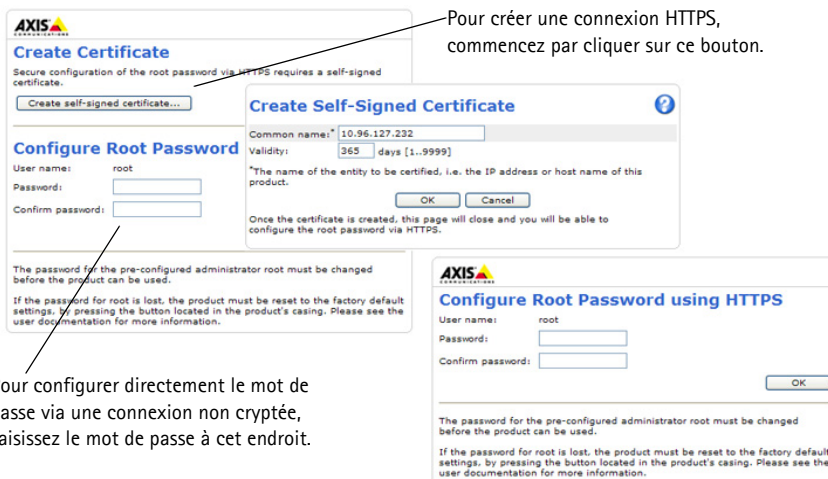 AXIS
COMMUNICATIONS
Create Certificate
Secure configuration of the root password via HTTPS requires a self-signed
certificate.
Create self-signed certificate...
Configure Root Password
User name: root
Password:
Confirm password:
The password for the pre-configured administrator root must be changed
before the product can be used.
If the password for root is lost, the product must be reset to the factory default
settings, by pressing the button located in the product's casing. Please see the
user documentation for more information.
Pour créer une connexion HTTPS,
commencez par cliquer sur ce bouton.
Create Self-Signed Certificate
?
Common name:* 10.96.127.232
Validity: 365 days [1..9999]
*The name of the entity to be certified, i.e. the IP address or host name of this
product.
OK Cancel
Once the certificate is created, this page will close and you will be able to
configure the root password via HTTPS.
our configurer directement le mot de
asse via une connexion non cryptée,
aisissez le mot de passe à cet endroit.
AXIS
COMMUNICATIONS
Configure Root Password using HTTPS
User name: root
Password:
Confirm password:
OK
The password for the pre-configured administrator root must be changed
before the product can be used.
If the password for root is lost, the product must be reset to the factory default
settings, by pressing the button located in the product's casing. Please see the
user documentation for more information.